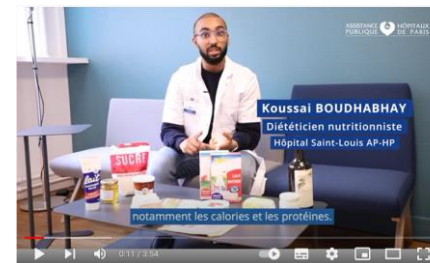 ASSISTANCE HÔPITAUX
PUBLIQUE DE PARIS
Koussai BOUDHABHAY
Diététicien nutritionniste
Hôpital Saint-Louis AP-HP
SUCRE
lait
notamment les calories et les protéines.
0:11 / 3:54